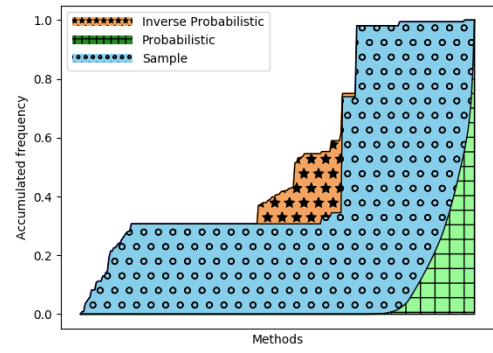 Inverse Probabilistic
Probabilistic
Sample
1.0
0.8
0.6
0.4
0.2
0.0
Accumulated frequency
Methods